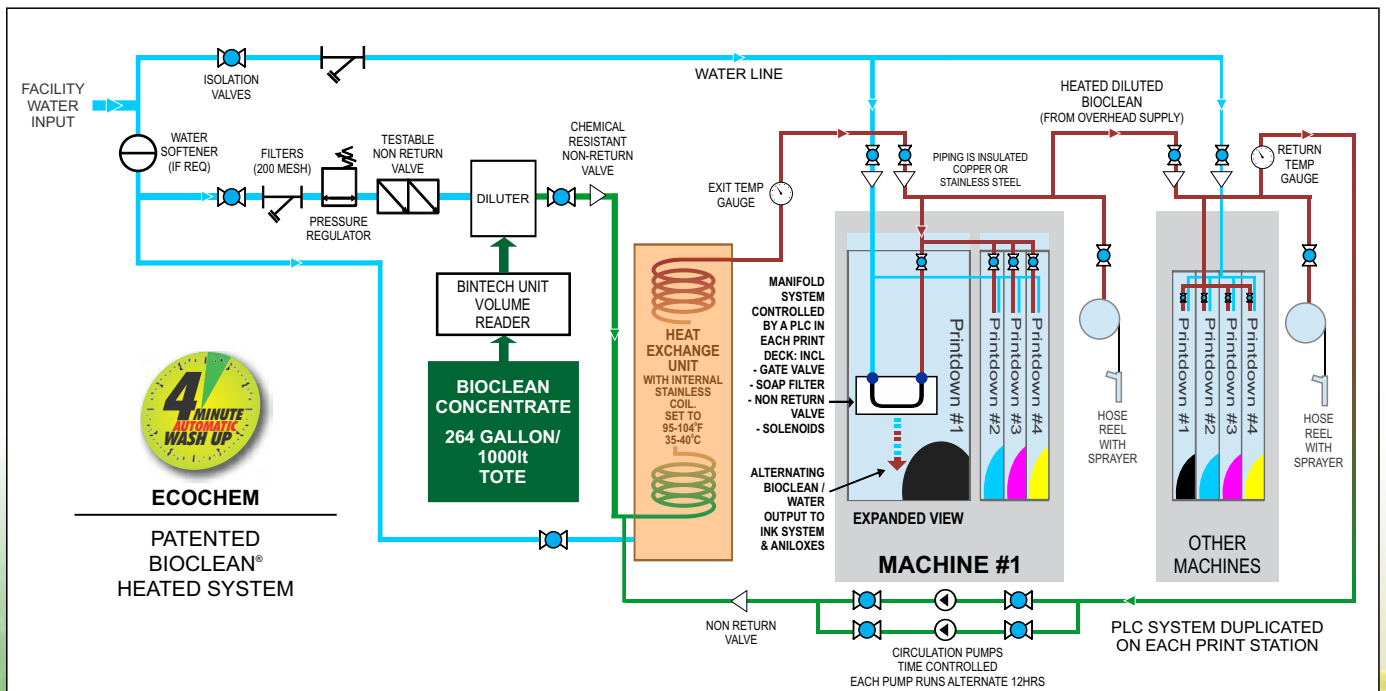 FACILITY
WATER
INPUT
ISOLATION
VALVES
WATER LINE
HEATED DILUTED
BIOCLEAN
(FROM OVERHEAD SUPPLY)
WATER
SOFTENER
(IF REQ)
FILTERS
(200 MESH)
PRESSURE
REGULATOR
TESTABLE
NON RETURN
VALVE
DILUTER
CHEMICAL
RESISTANT
NON-RETURN
VALVE
EXIT TEMP
GAUGE
PIPING IS INSULATED
COPPER OR
STAINLESS STEEL
RETURN
TEMP
GAUGE
BINTECH UNIT
VOLUME
READER
BIOCLEAN
CONCENTRATE
264 GALLON/
1000lt
TOTE
HEAT
EXCHANGE
UNIT
WITH INTERNAL
STAINLESS
COIL.
SET TO
95-104°F
35-40°C
MANIFOLD
SYSTEM
CONTROLLED
BY A PLC IN
EACH PRINT
DECK: INCL
- GATE VALVE
- SOAP FILTER
- NON RETURN
VALVE
- SOLENOIDS
ALTERNATING
BIOCLEAN /
WATER
OUTPUT TO
INK SYSTEM
& ANILOXES
Printdown #1
Printdown #2
Printdown #3
Printdown #4
EXPANDED VIEW
MACHINE #1
HOSE
REEL
WITH
SPRAYER
Printdown #1
Printdown #2
Printdown #3
Printdown #4
OTHER
MACHINES
HOSE
REEL
WITH
SPRAYER
4
MINUTE
AUTOMATIC
WASH UP
ECOCHEM
PATENTED
BIOCLEAN®
HEATED SYSTEM
NON RETURN
VALVE
CIRCULATION PUMPS
TIME CONTROLLED
EACH PUMP RUNS ALTERNATE 12HRS
PLC SYSTEM DUPLICATED
ON EACH PRINT STATION